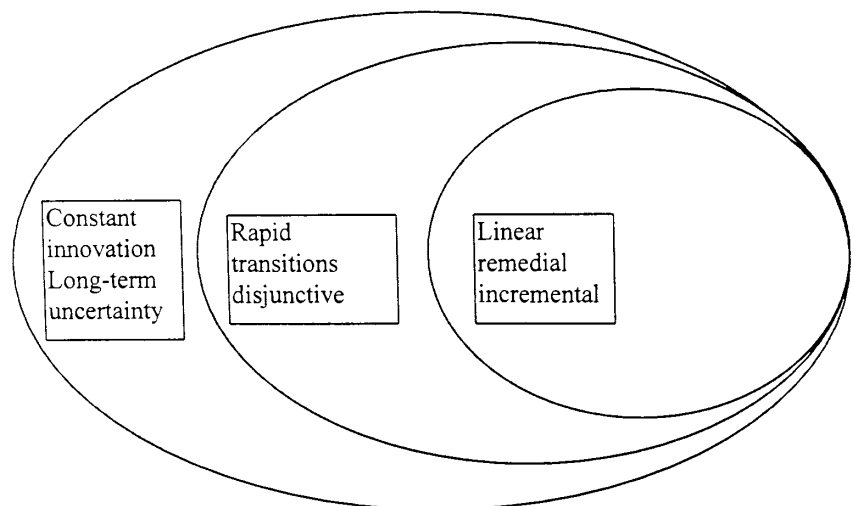 Constant
innovation
Long-term
uncertainty
Rapid
transitions
disjunctive
Linear
remedial
incremental